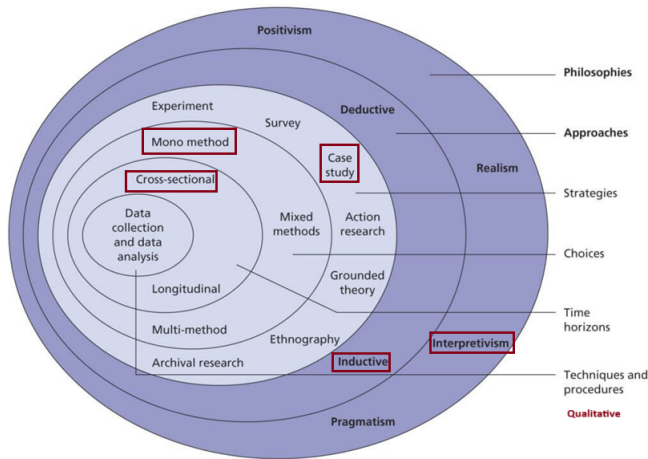 Positivism
Philosophies
Experiment
Survey
Deductive
Approaches
Mono method
Case
study
Realism
Cross-sectional
Strategies
Data
collection
and data
analysis
Mixed
methods
Action
research
Choices
Grounded
theory
Longitudinal
Time
horizons
Multi-method
Ethnography
Interpretivism
Archival research
Inductive
Techniques and
procedures
Qualitative
Pragmatism